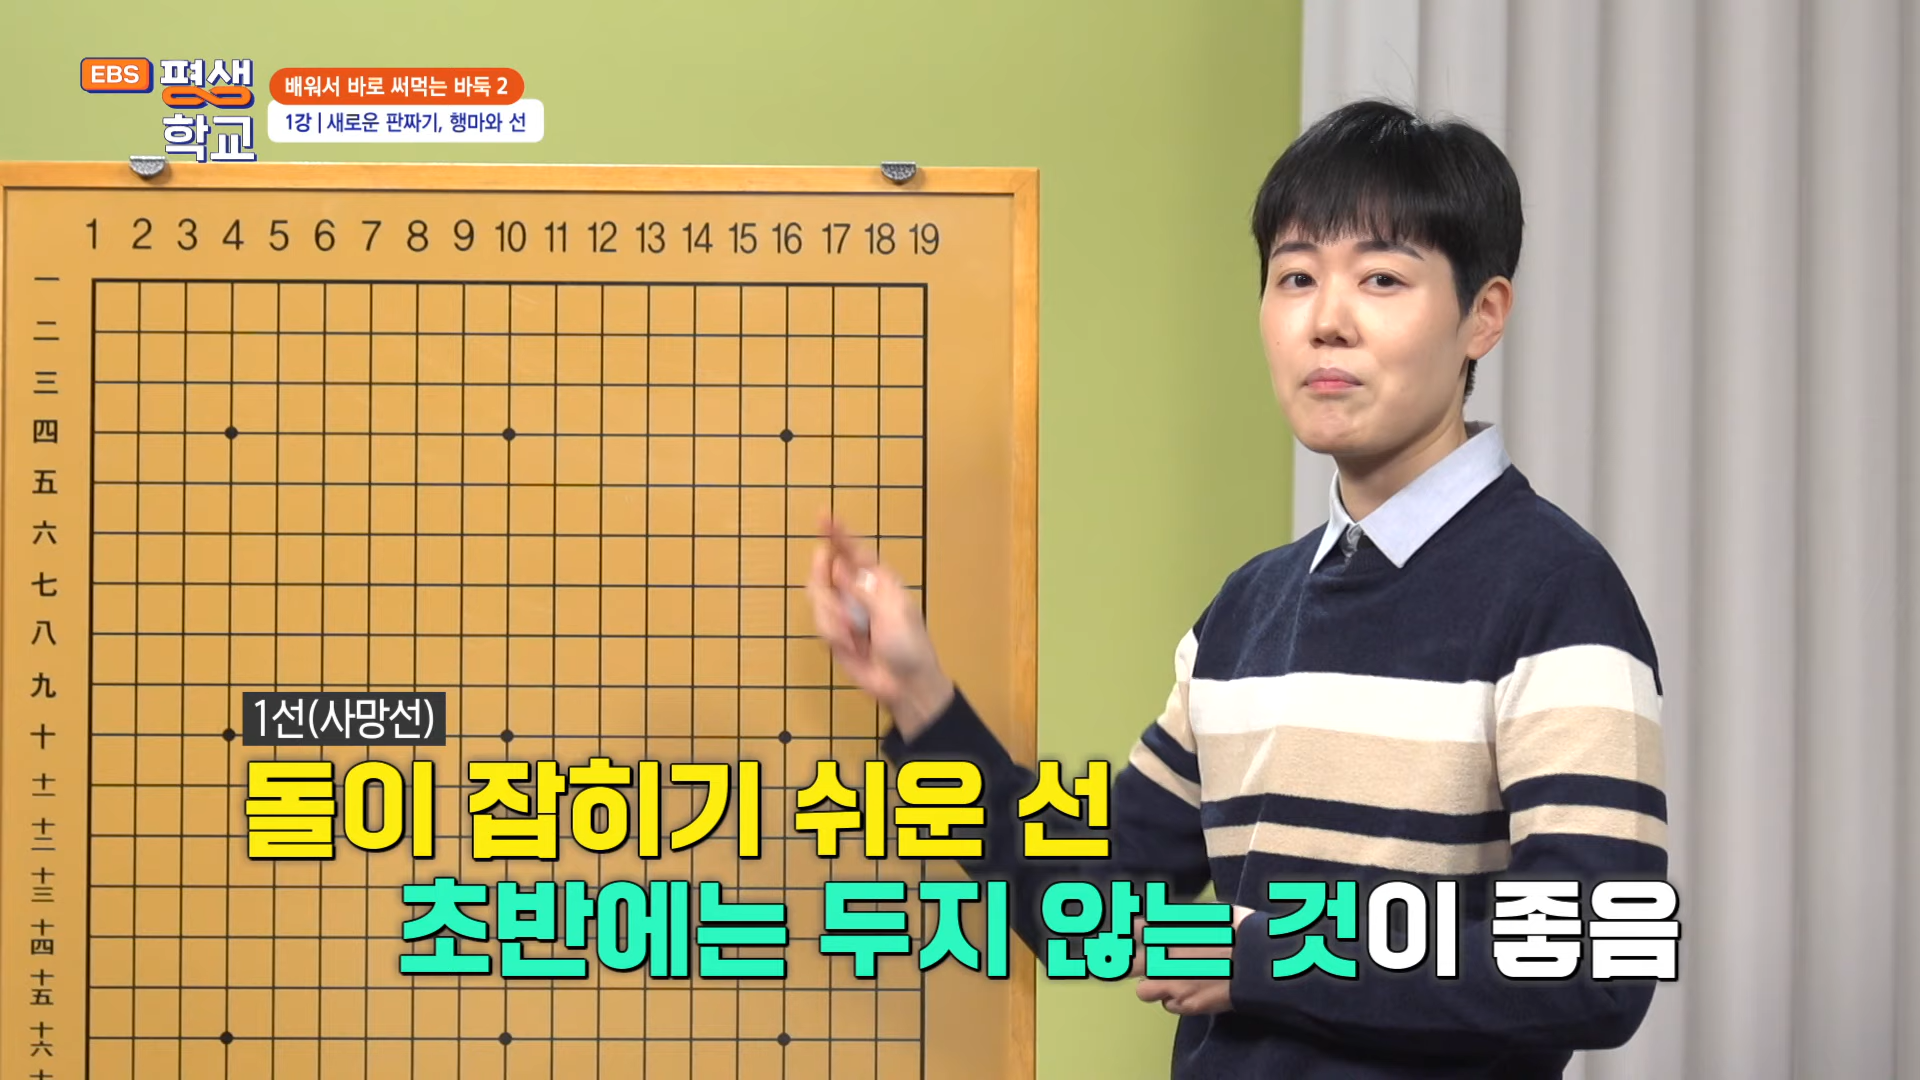 EBS 평생
학교
배워서 바로 써먹는 바둑 2
1강 | 새로운 판짜기, 행마와 선
1 2 3 4 5 6 7 8 9 10 11 12 13 14 15 16 17 18 19
一
二
三
四
五
六
七
八
九
十
十一
十二
十三
十四
十五
十六
1선(사망선)
돌이 잡히기 쉬운 선
초반에는 두지 않는 것이 좋음